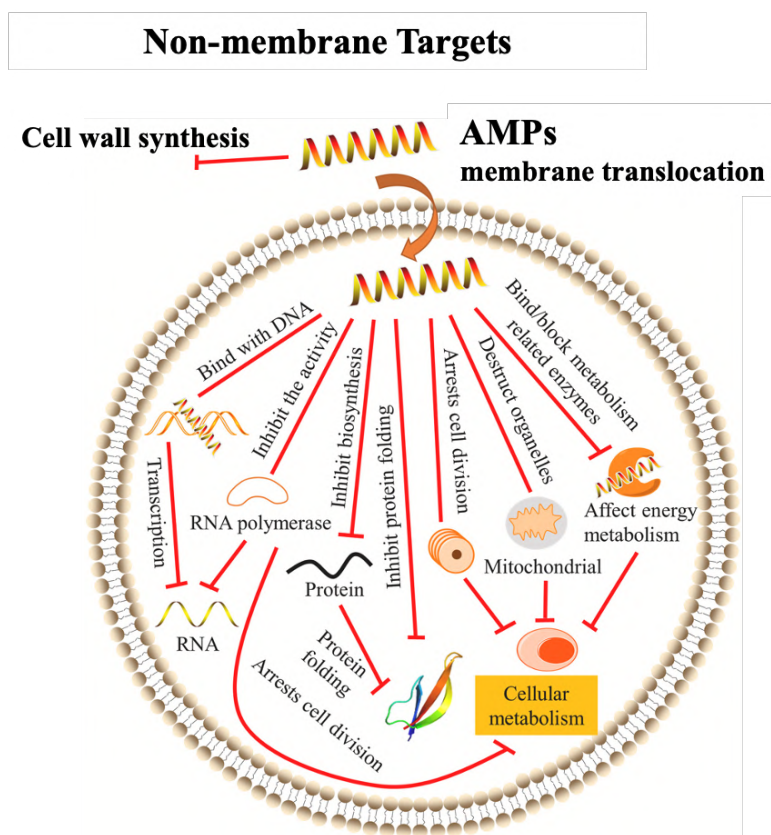 Non-membrane Targets
Cell wall synthesis
AMPs
membrane translocation
Bind with DNA
Inhibit the activity
Inhibit biosynthesis
Inhibit protein folding
Arrests cell division
Destruct organelles
Bind/block metabolism
related enzymes
Transcription
RNA polymerase
Protein
Mitochondrial
Affect energy
metabolism
RNA
Protein
folding
Arrests cell division
Cellular
metabolism